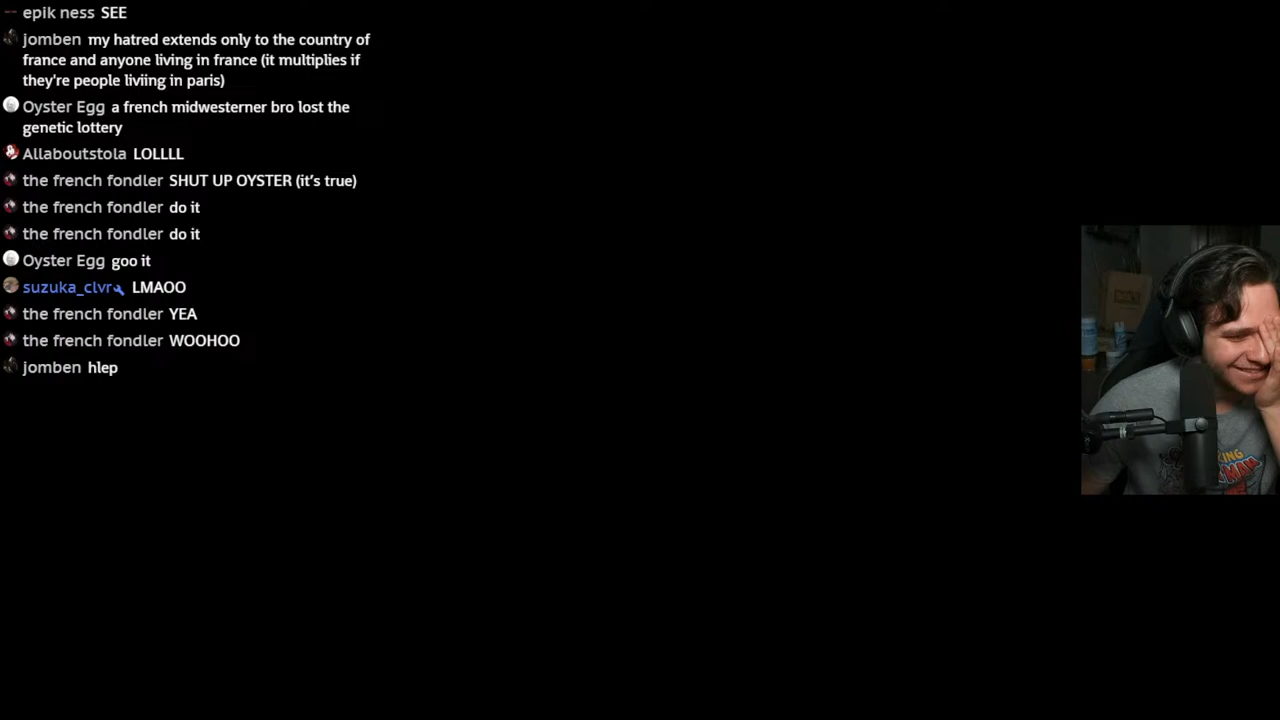 epik ness SEE
jomben my hatred extends only to the country of
france and anyone living in france (it multiplies if
they're people liviing in paris)
Oyster Egg a french midwesterner bro lost the
genetic lottery
Allaboutstola LOLLLL
the french fondler SHUT UP OYSTER (it’s true)
the french fondler do it
the french fondler do it
Oyster Egg goo it
suzuka_clvr LMAOO
the french fondler YEA
the french fondler WOOHOO
jomben hlep